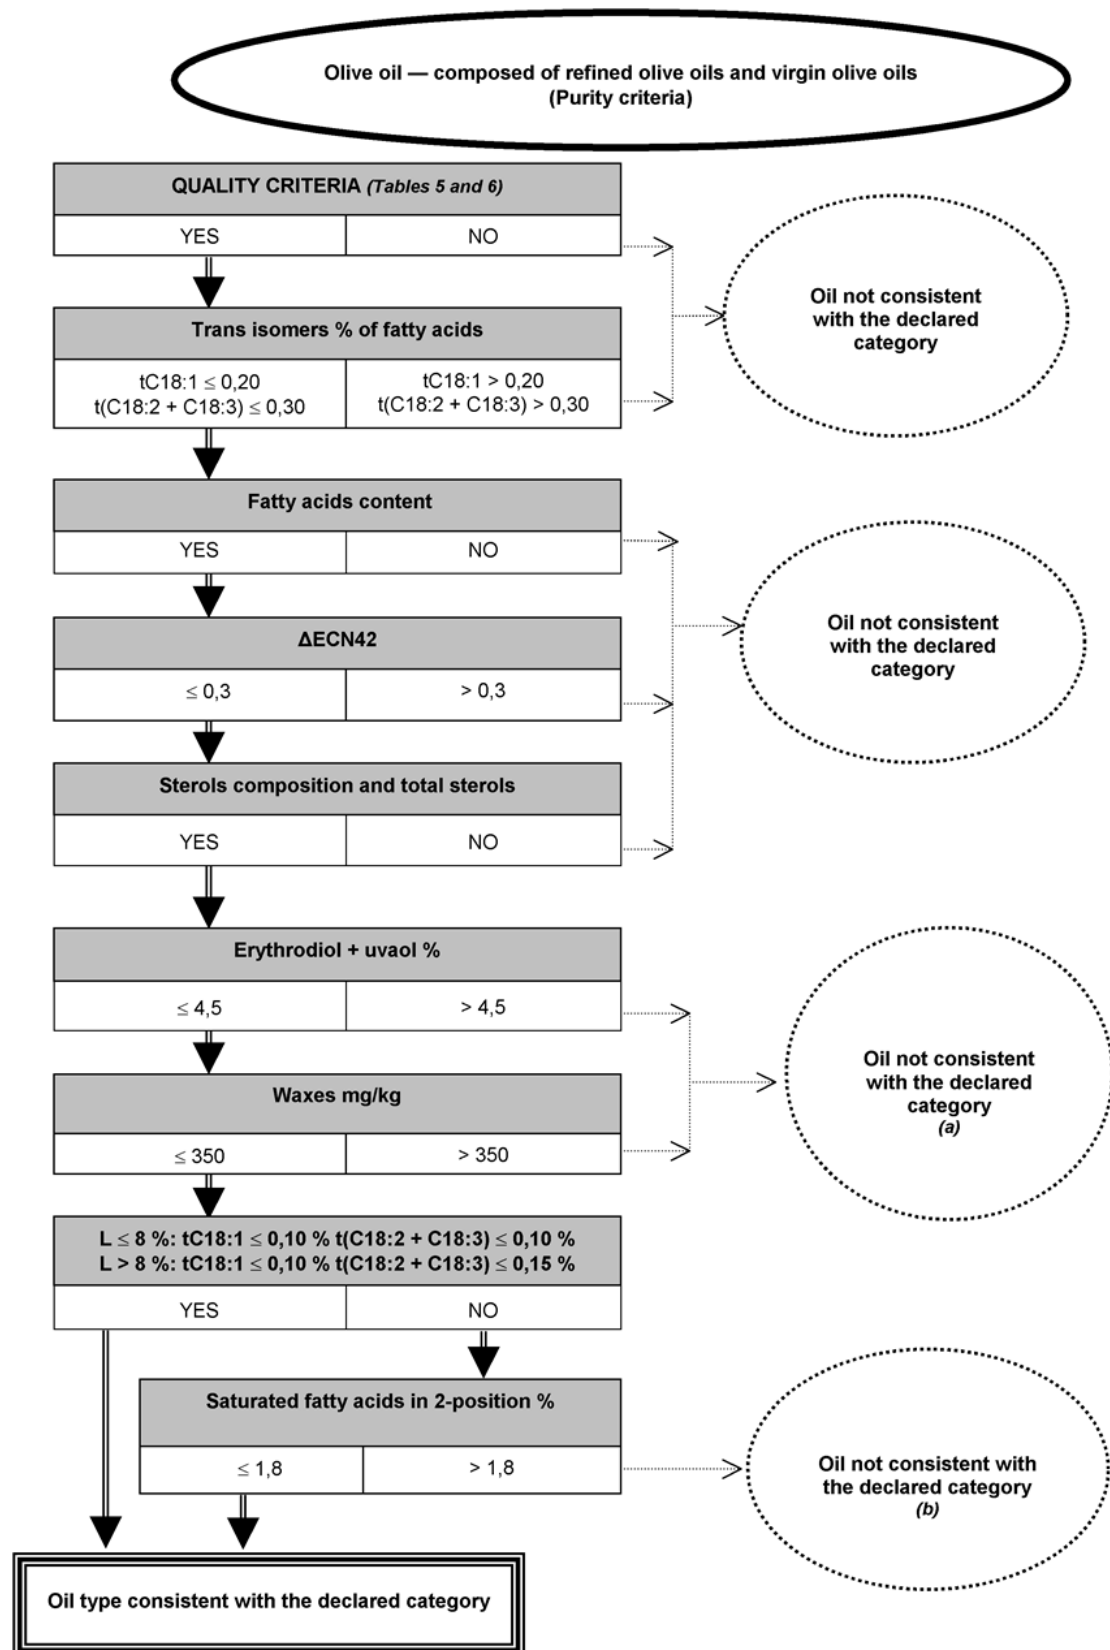 Olive oil — composed of refined olive oils and virgin olive oils
(Purity criteria)
QUALITY CRITERIA (Tables 5 and 6)
YES NO
Oil not consistent
with the declared
category
Trans isomers % of fatty acids
tC18:1 ≤ 0,20 tC18:1 > 0,20
t(C18:2 + C18:3) ≤ 0,30 t(C18:2 + C18:3) > 0,30
Fatty acids content
YES NO
Oil not consistent
with the declared
category
ΔECN42
≤ 0,3 > 0,3
Sterols composition and total sterols
YES NO
Erythrodiol + uvaol %
≤ 4,5 > 4,5
Oil not consistent
with the declared
category
(a)
Waxes mg/kg
≤ 350 > 350
L ≤ 8 %: tC18:1 ≤ 0,10 % t(C18:2 + C18:3) ≤ 0,10 %
L > 8 %: tC18:1 ≤ 0,10 % t(C18:2 + C18:3) ≤ 0,15 %
YES NO
Saturated fatty acids in 2-position %
≤ 1,8 > 1,8
Oil not consistent with
the declared category
(b)
Oil type consistent with the declared category